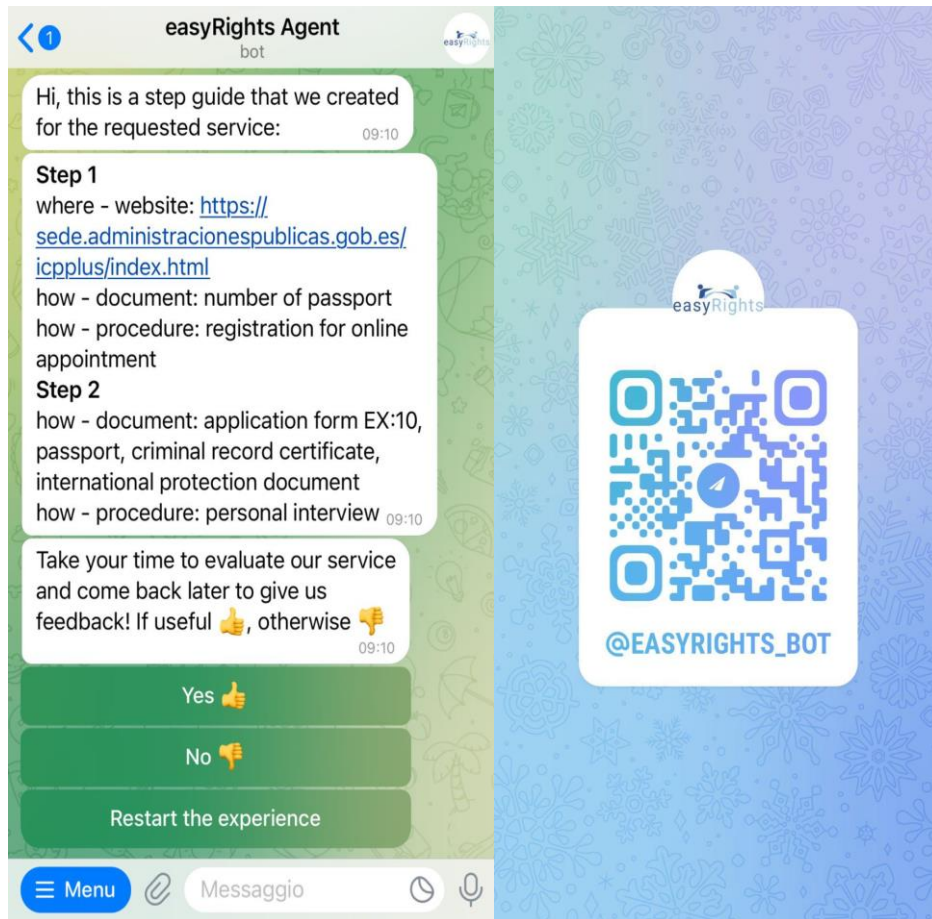 1
easyRights Agent
bot
easyRights
Hi, this is a step guide that we created
for the requested service:
09:10
Step 1
where - website: https://
sede.administracionespublicas.gob.es/
icpplus/index.html
how - document: number of passport
how - procedure: registration for online
appointment
Step 2
how - document: application form EX:10,
passport, criminal record certificate,
international protection document
how - procedure: personal interview 09:10
Take your time to evaluate our service
and come back later to give us
feedback! If useful 👍, otherwise 👎
09:10
Yes 👍
No 👎
Restart the experience
Menu
Messaggio
easyRights
@EASYRIGHTS_BOT